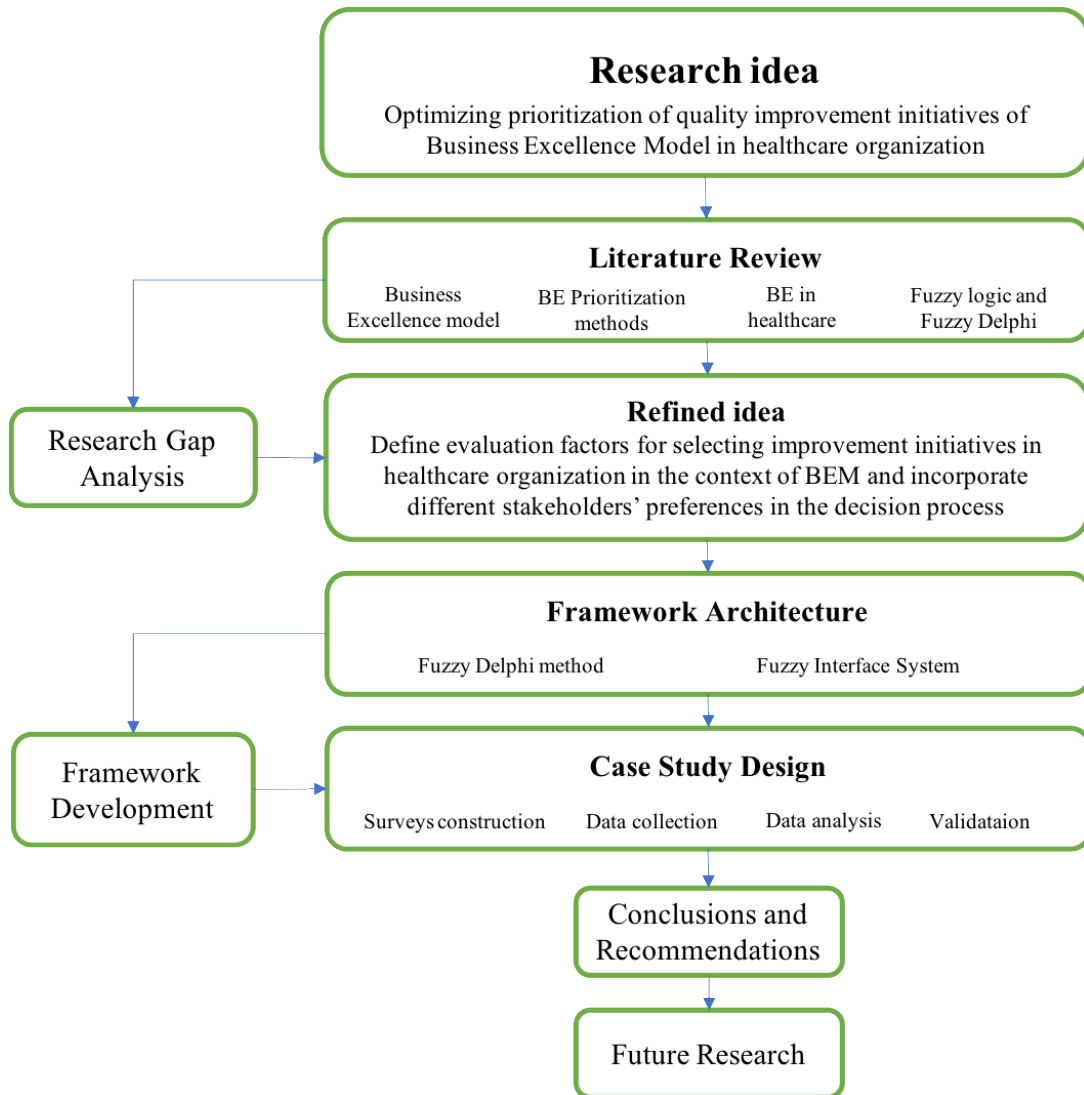 Research idea
Optimizing prioritization of quality improvement initiatives of
Business Excellence Model in healthcare organization
Literature Review
Business
Excellence model
BE Prioritization
methods
BE in
healthcare
Fuzzy logic and
Fuzzy Delphi
Research Gap
Analysis
Refined idea
Define evaluation factors for selecting improvement initiatives in
healthcare organization in the context of BEM and incorporate
different stakeholders’ preferences in the decision process
Framework Architecture
Fuzzy Delphi method
Fuzzy Interface System
Framework
Development
Case Study Design
Surveys construction
Data collection
Data analysis
Validataion
Conclusions and
Recommendations
Future Research